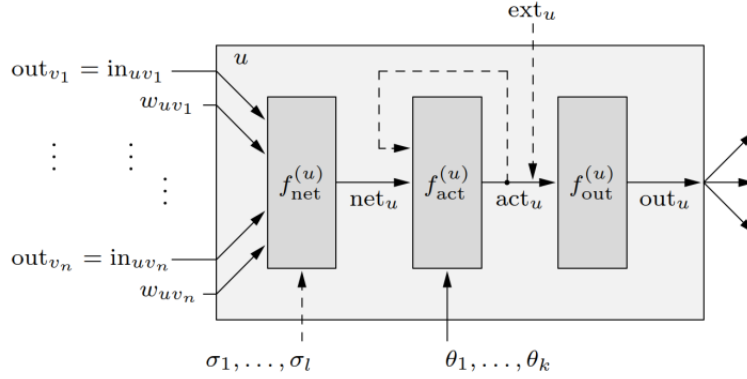 ext_u
u
out_{v_1} = in_{uv_1}
w_{uv_1}
f_{net}^{(u)} f_{act}^{(u)} f_{out}^{(u)}
net_u act_u out_u
out_{v_n} = in_{uv_n}
w_{uv_n}
σ_1, ..., σ_l θ_1, ..., θ_k